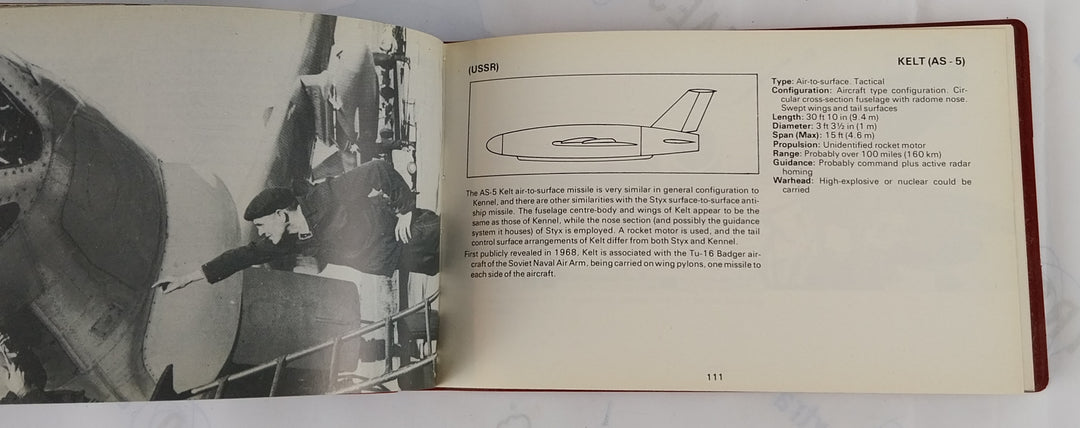 (USSR)
KELT (AS - 5)
Type: Air-to-surface. Tactical
Configuration: Aircraft type configuration. Cir-
cular cross-section fuselage with radome nose.
Swept wings and tail surfaces
Length: 30 ft 10 in (9.4 m)
Diameter: 3 ft 3½ in (1 m)
Span (Max): 15 ft (4.6 m)
Propulsion: Unidentified rocket motor
Range: Probably over 100 miles (160 km)
Guidance: Probably command plus active radar
homing
Warhead: High-explosive or nuclear could be
carried
The AS-5 Kelt air-to-surface missile is very similar in general configuration to
Kennel, and there are other similarities with the Styx surface-to-surface anti-
ship missile. The fuselage centre-body and wings of Kelt appear to be the
same as those of Kennel, while the nose section (and possibly the guidance
system it houses) of Styx is employed. A rocket motor is used, and the tail
control surface arrangements of Kelt differ from both Styx and Kennel.
First publicly revealed in 1968, Kelt is associated with the Tu-16 Badger air-
craft of the Soviet Naval Air Arm, being carried on wing pylons, one missile to
each side of the aircraft.
111